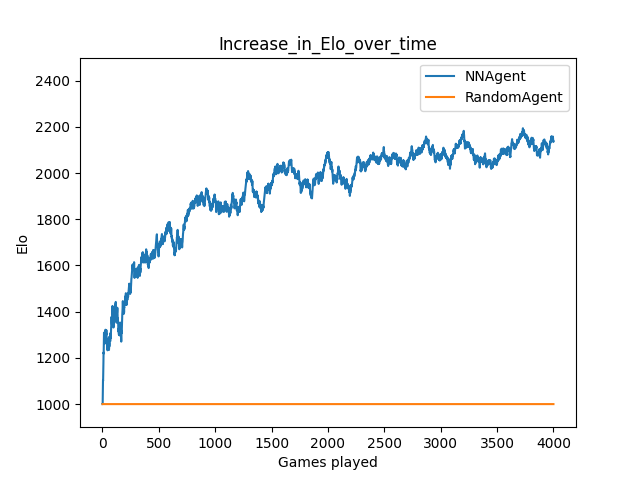 Increase_in_Elo_over_time
NNAgent
RandomAgent
2400
2200
2000
1800
1600
1400
1200
1000
Elo
0 500 1000 1500 2000 2500 3000 3500 4000
Games played